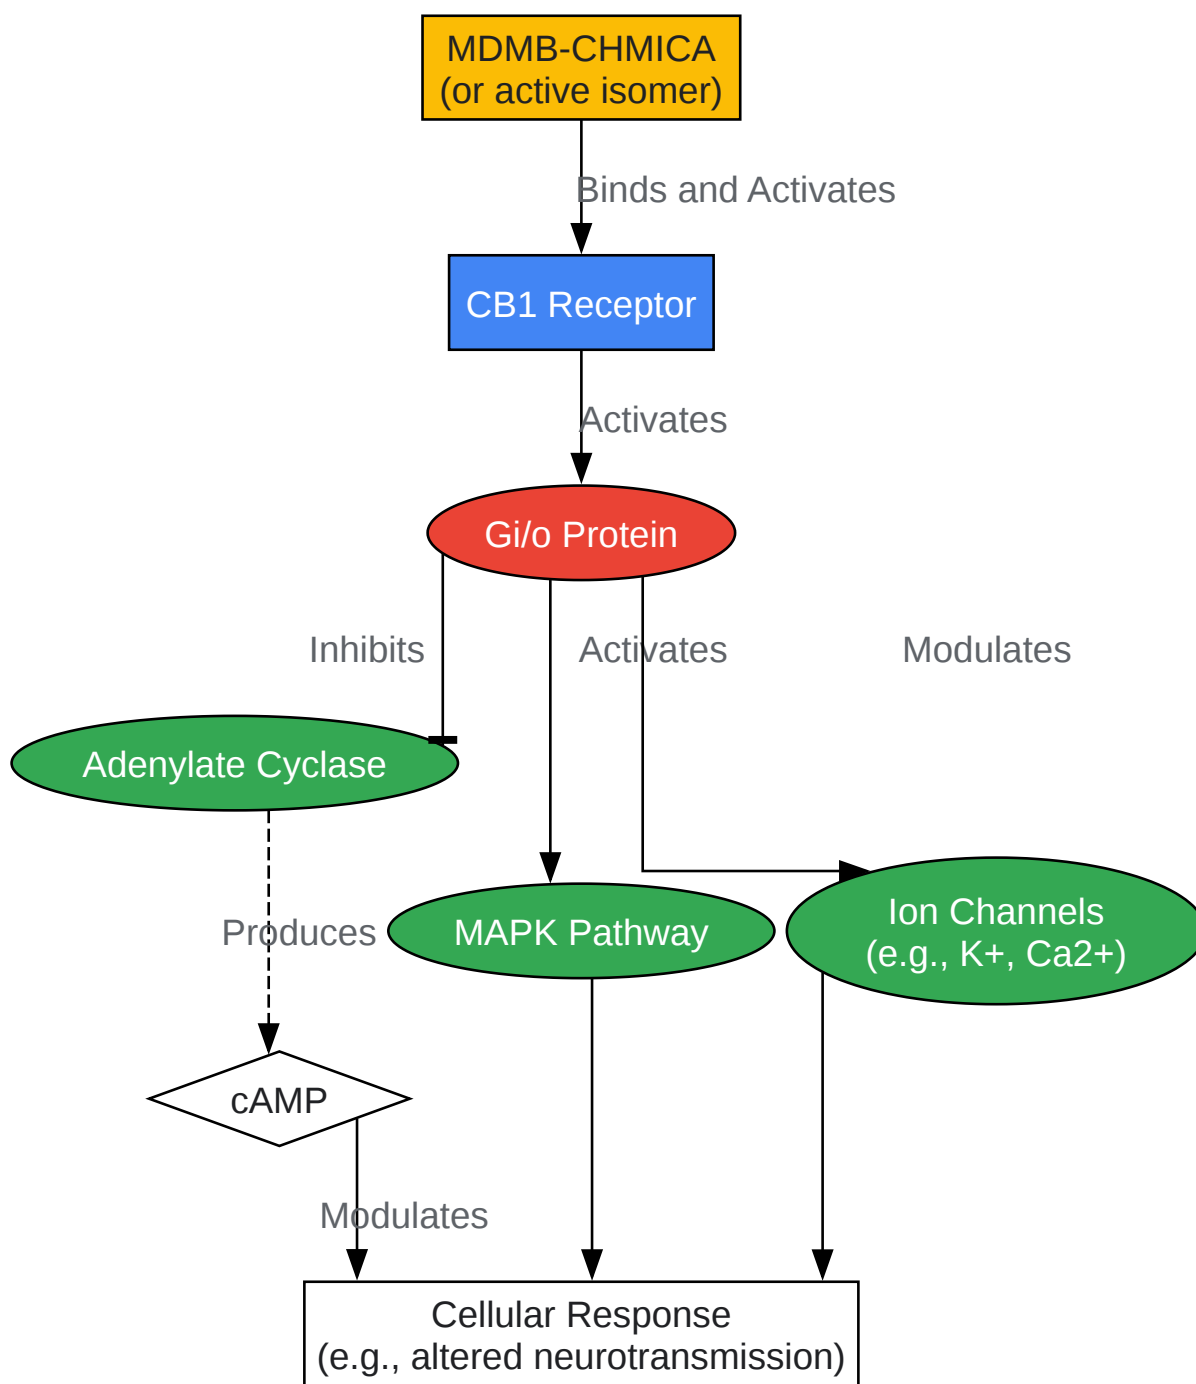 MDMB-CHMICA
(or active isomer)
Binds and Activates
CB1 Receptor
Activates
Gi/o Protein
Inhibits
Activates
Modulates
Adenylate Cyclase
Produces
MAPK Pathway
Ion Channels
(e.g., K+, Ca2+)
cAMP
Modulates
Cellular Response
(e.g., altered neurotransmission)